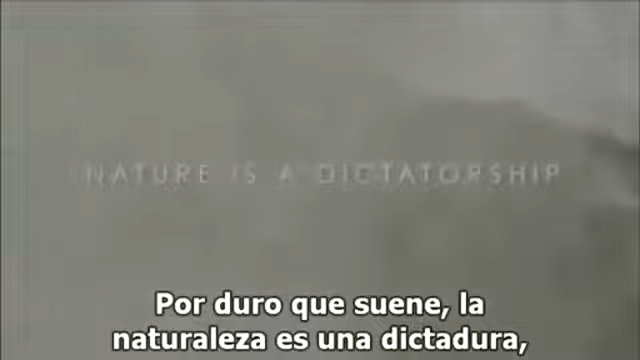 NATURE IS A DICTATORSHIP
Por duro que suene, la
naturaleza es una dictadura,